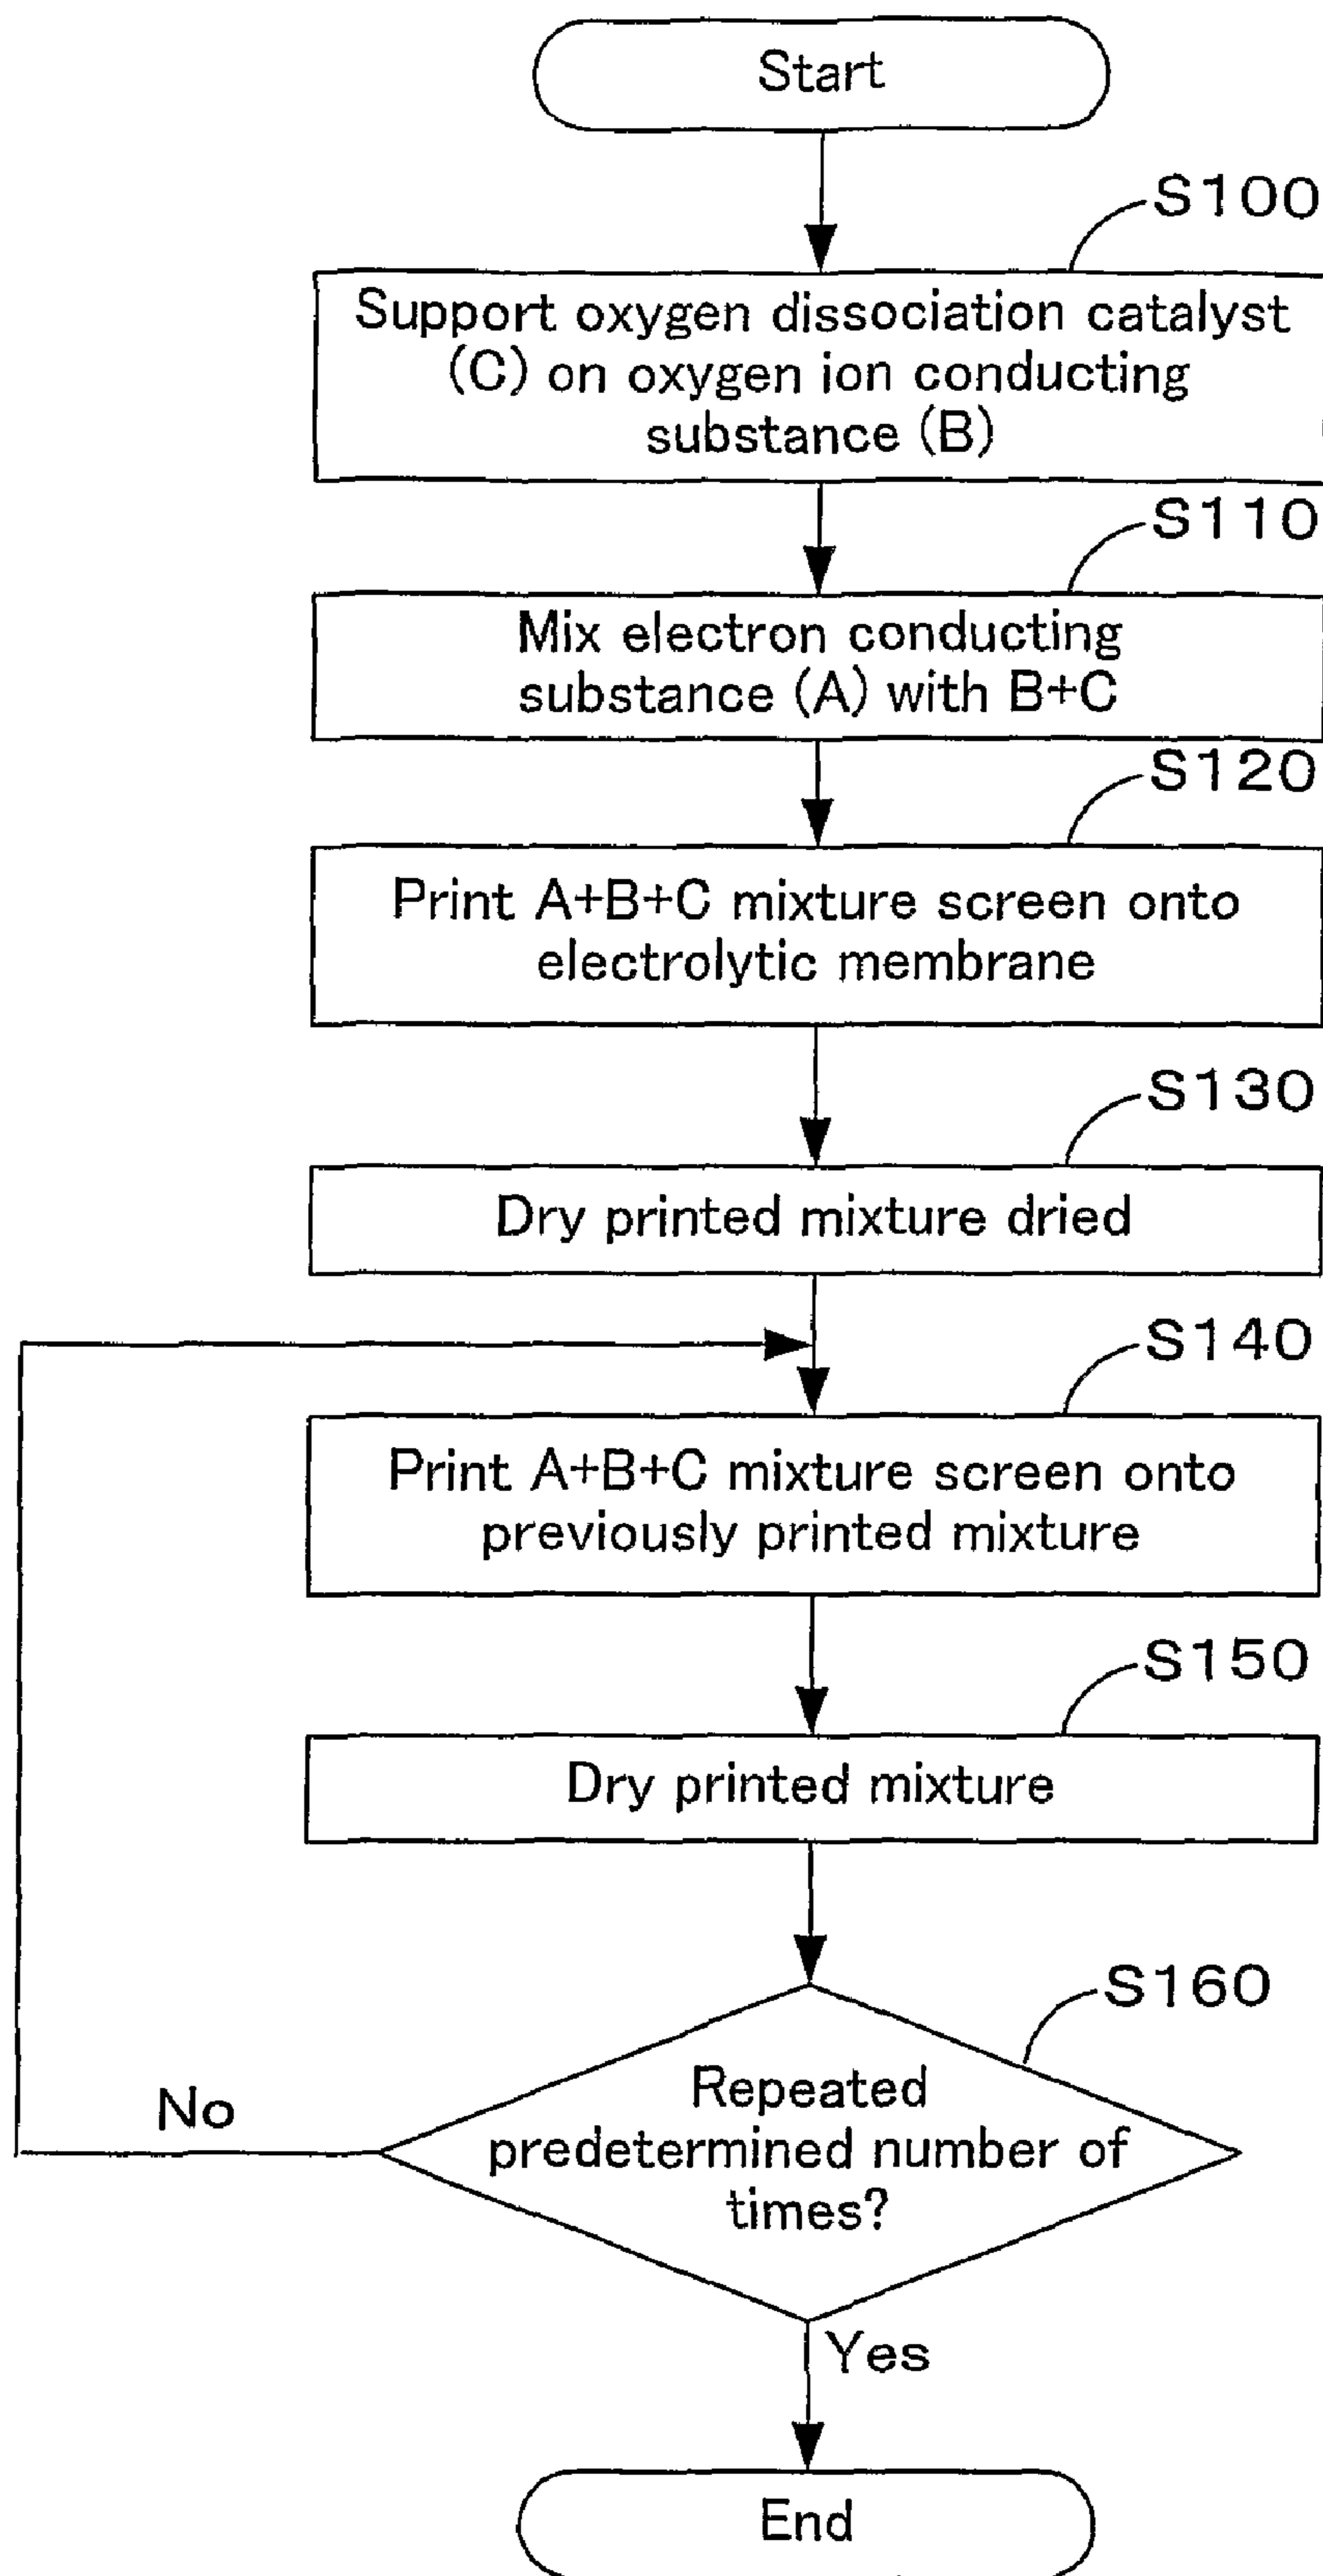 Start
S100
Support oxygen dissociation catalyst
(C) on oxygen ion conducting
substance (B)
S110
Mix electron conducting
substance (A) with B+C
S120
Print A+B+C mixture screen onto
electrolytic membrane
S130
Dry printed mixture dried
S140
Print A+B+C mixture screen onto
previously printed mixture
S150
Dry printed mixture
S160
Repeated
predetermined number of
times?
No
Yes
End